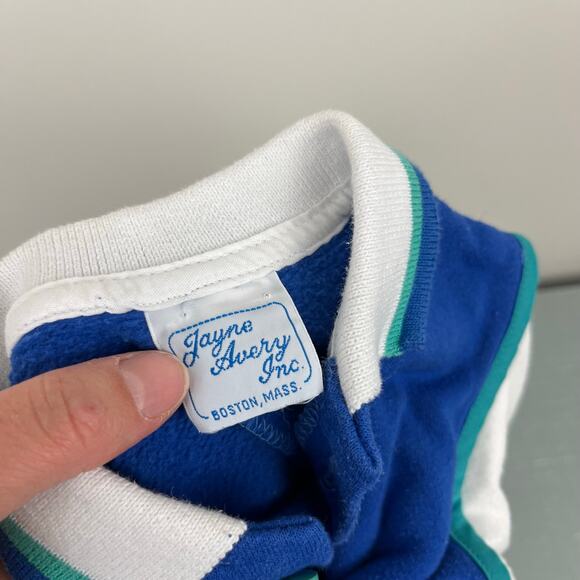 Jayne
Avery
Inc.
BOSTON, MASS.